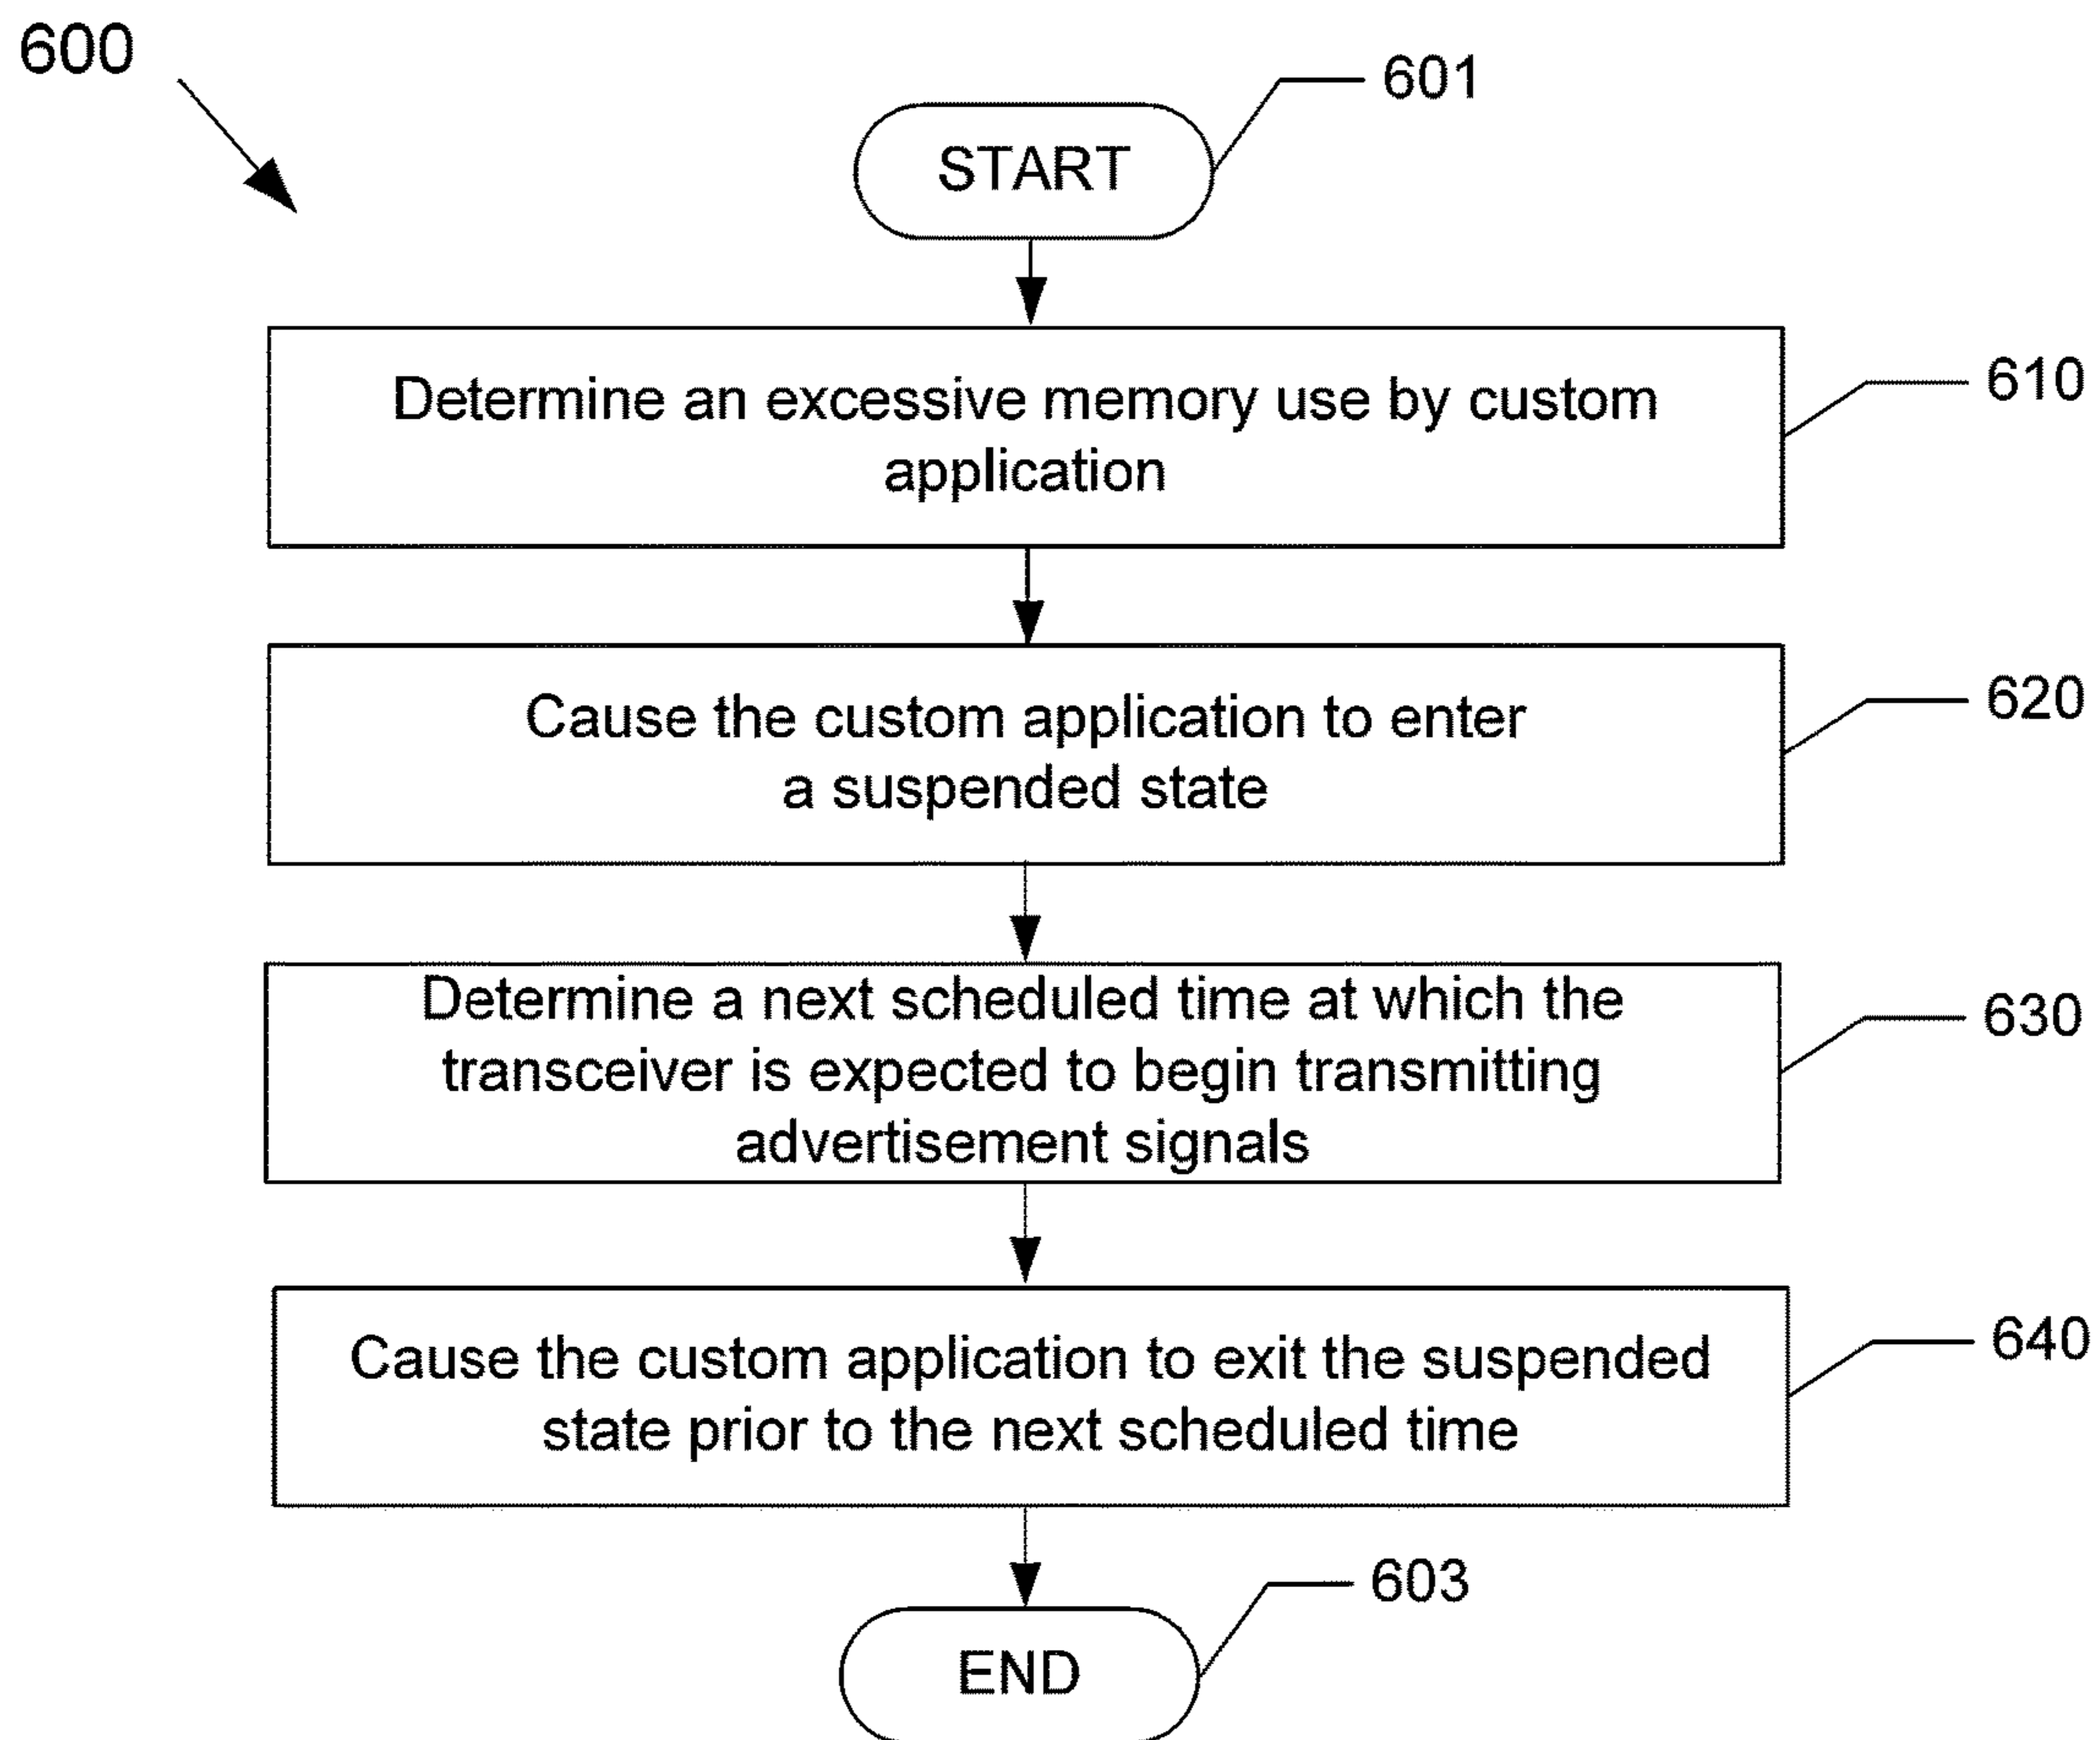 600
601
START
Determine an excessive memory use by custom
application
610
Cause the custom application to enter
a suspended state
620
Determine a next scheduled time at which the
transceiver is expected to begin transmitting
advertisement signals
630
Cause the custom application to exit the suspended
state prior to the next scheduled time
640
603
END